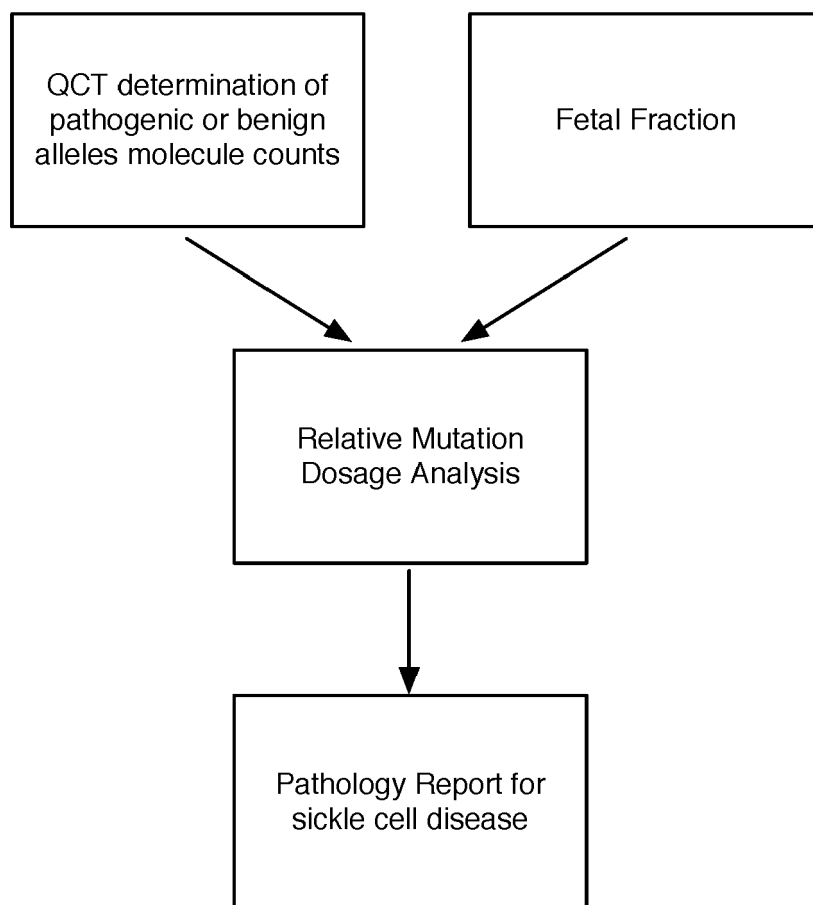 QCT determination of
pathogenic or benign
alleles molecule counts
Fetal Fraction
Relative Mutation
Dosage Analysis
Pathology Report for
sickle cell disease